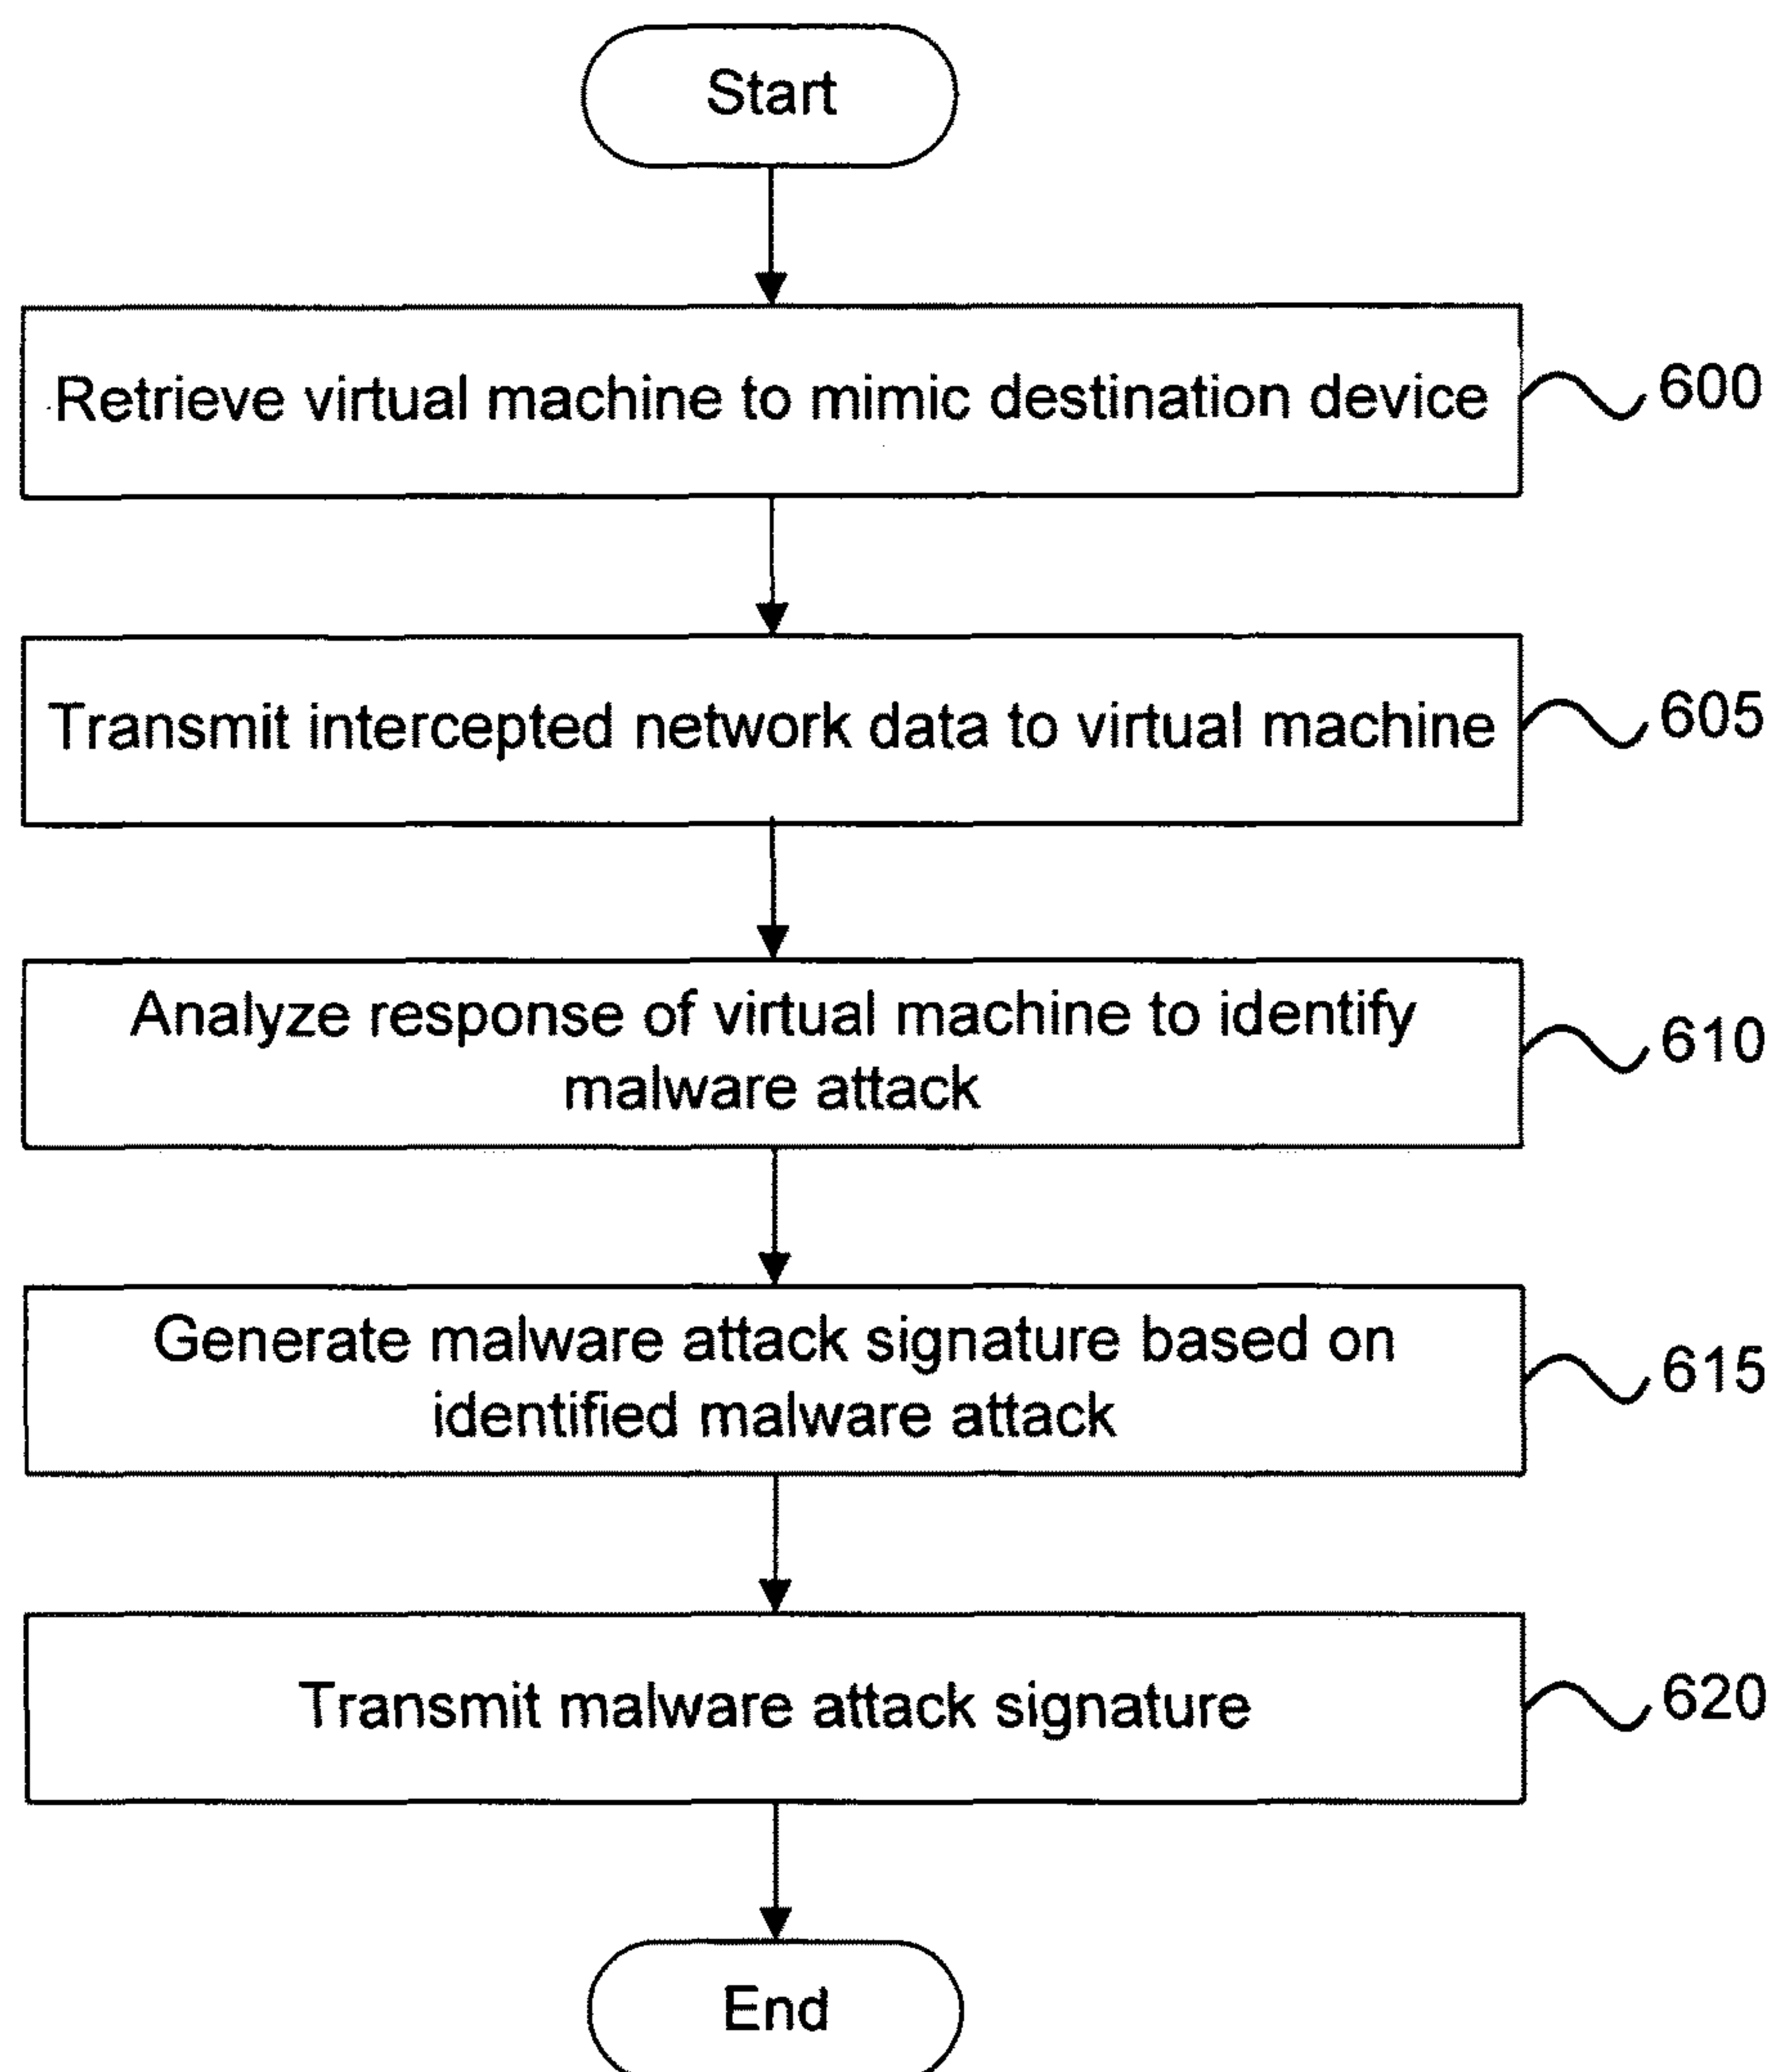 Start
Retrieve virtual machine to mimic destination device
600
Transmit intercepted network data to virtual machine
605
Analyze response of virtual machine to identify
malware attack
610
Generate malware attack signature based on
identified malware attack
615
Transmit malware attack signature
620
End